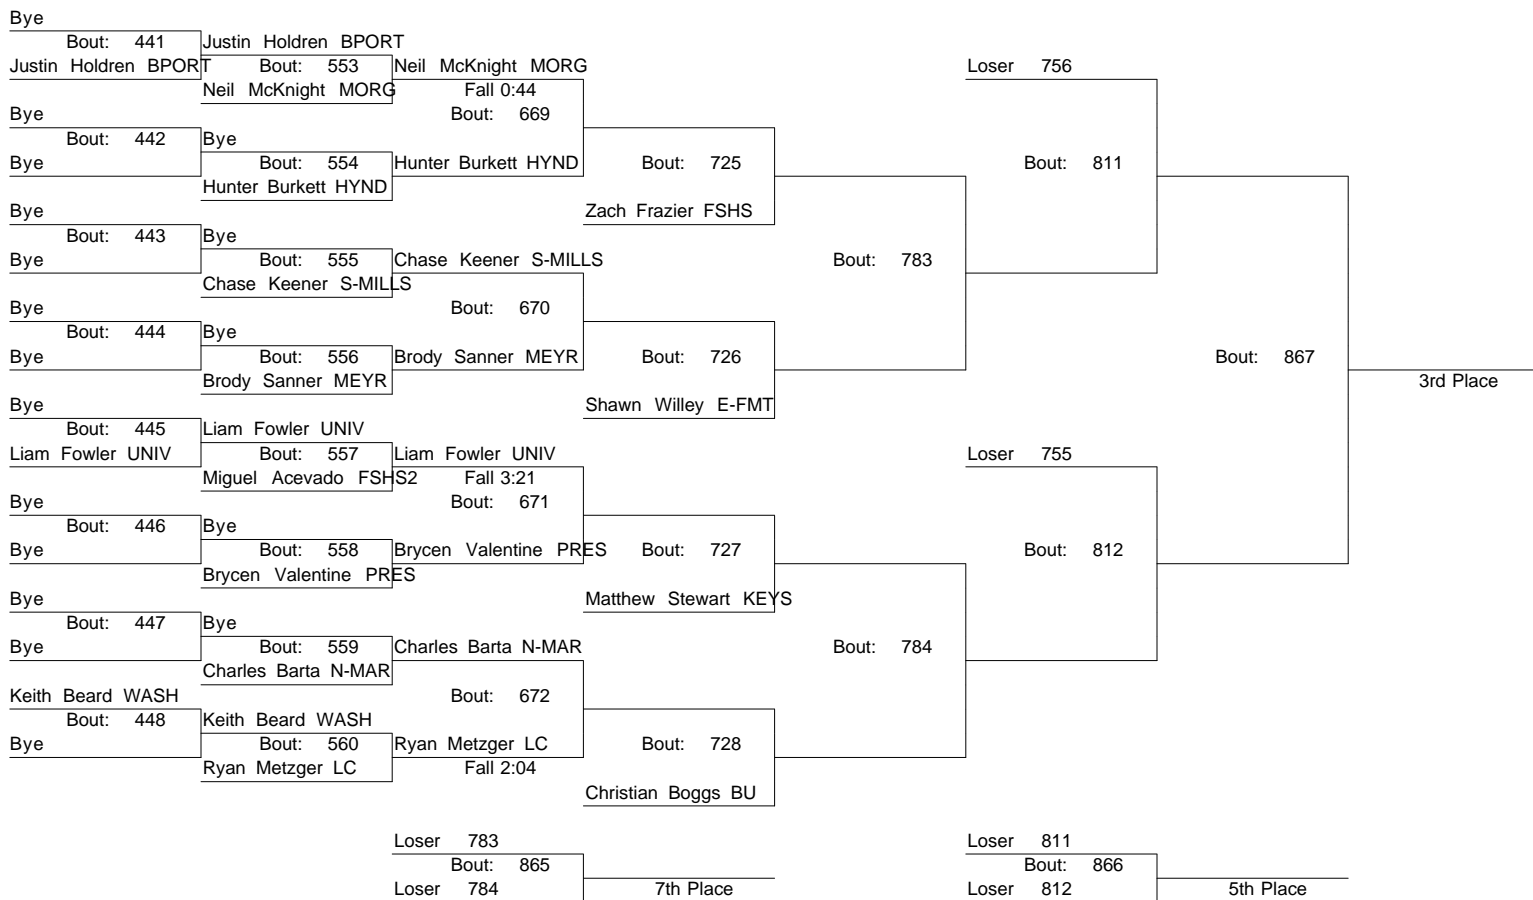 Bye
Bout: 441 Justin Holdren BPORT
Justin Holdren BPORT Bout: 553 Neil McKnight MORG Loser 756
Neil McKnight MORG Fall 0:44
Bye Bout: 669
Bout: 442 Bye
Bye Bout: 554 Hunter Burkett HYND Bout: 725 Bout: 811
Hunter Burkett HYND
Bye Zach Frazier FSHS
Bout: 443 Bye
Bye Bout: 555 Chase Keener S-MILLS Bout: 783
Chase Keener S-MILLS
Bye Bout: 670
Bout: 444 Bye
Bye Bout: 556 Brody Sanner MEYR Bout: 726 Bout: 867
Brody Sanner MEYR 3rd Place
Bye Shawn Willey E-FMT
Bout: 445 Liam Fowler UNIV
Liam Fowler UNIV Bout: 557 Liam Fowler UNIV Loser 755
Miguel Acevado FSHS2 Fall 3:21
Bye Bout: 671
Bout: 446 Bye
Bye Bout: 558 Brycen Valentine PRES Bout: 727 Bout: 812
Brycen Valentine PRES
Bye Matthew Stewart KEYS
Bout: 447 Bye
Bye Bout: 559 Charles Barta N-MAR Bout: 784
Charles Barta N-MAR
Keith Beard WASH Bout: 672
Bout: 448 Keith Beard WASH
Bye Bout: 560 Ryan Metzger LC Bout: 728
Ryan Metzger LC Fall 2:04
Christian Boggs BU
Loser 783 Loser 811
Bout: 865 Bout: 866
Loser 784 7th Place Loser 812 5th Place